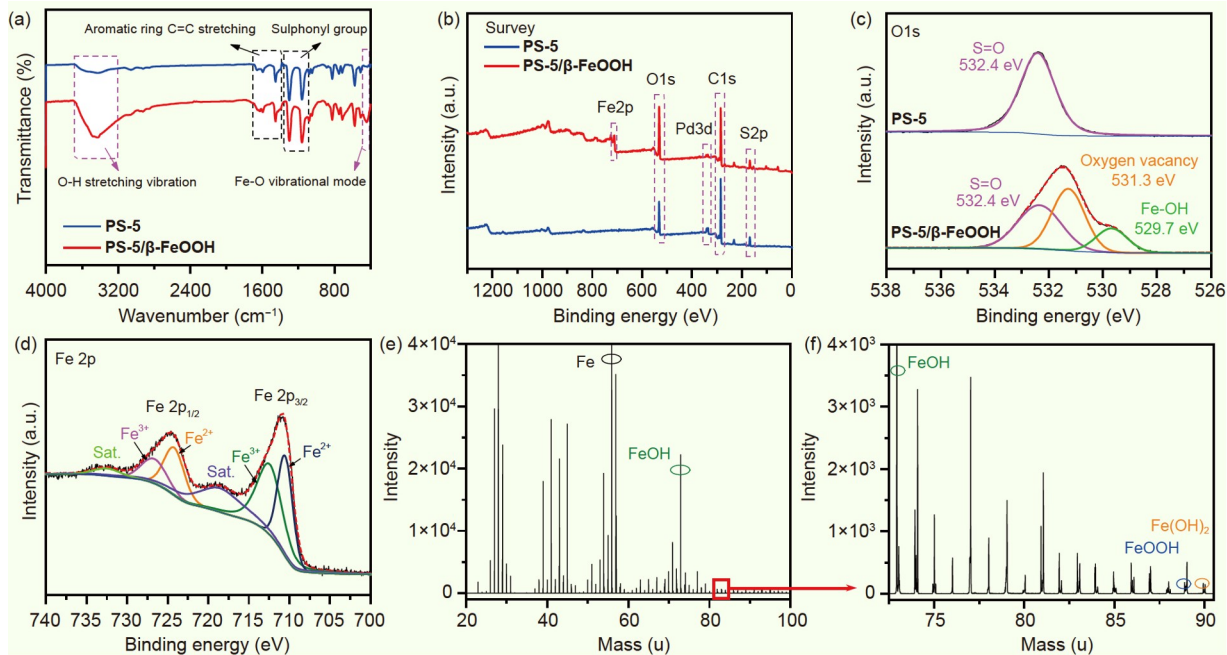 (a)
Aromatic ring C=C stretching
Sulphonyl group
O-H stretching vibration
Fe-O vibrational mode
PS-5
PS-5/β-FeOOH
Transmittance (%)
4000 3200 2400 1600 800
Wavenumber (cm⁻¹)
(b)
Survey
PS-5
PS-5/β-FeOOH
O1s
C1s
Fe2p
Pd3d
S2p
Intensity (a.u.)
1200 1000 800 600 400 200 0
Binding energy (eV)
(c)
O1s
S=O
532.4 eV
PS-5
Oxygen vacancy
531.3 eV
S=O
532.4 eV
Fe-OH
529.7 eV
PS-5/β-FeOOH
Intensity (a.u.)
538 536 534 532 530 528 526
Binding energy (eV)
(d)
Fe 2p
Fe 2p₁/₂
Fe 2p₃/₂
Fe³⁺
Fe²⁺
Fe³⁺
Fe²⁺
Sat.
Sat.
Intensity (a.u.)
740 735 730 725 720 715 710 705 700
Binding energy (eV)
(e)
4×10⁴
3×10⁴
2×10⁴
1×10⁴
0
Fe
FeOH
Intensity
20 40 60 80 100
Mass (u)
(f)
4×10³
3×10³
2×10³
1×10³
0
FeOH
Fe(OH)₂
FeOOH
Intensity
75 80 85 90
Mass (u)